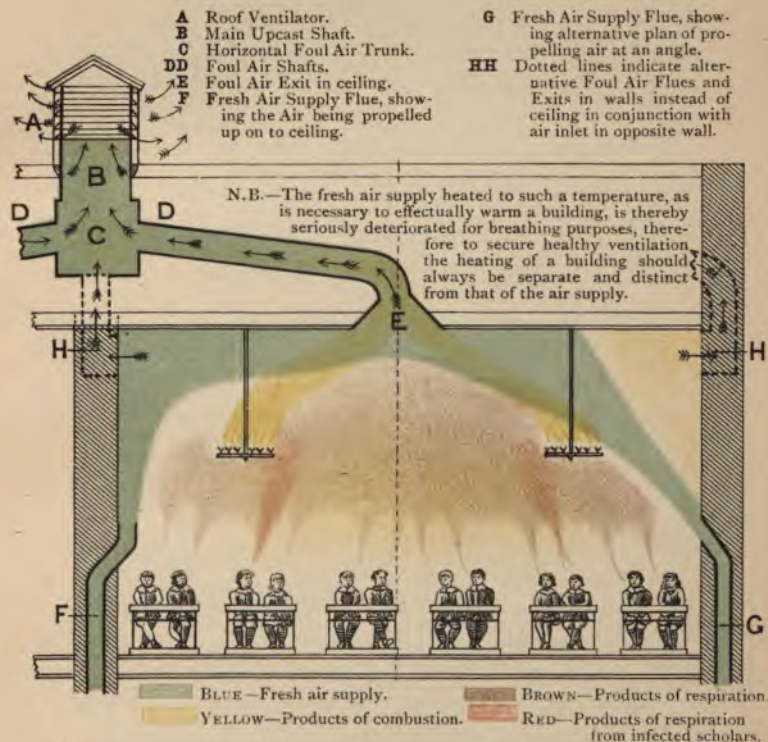 A Roof Ventilator.
B Main Upcast Shaft.
C Horizontal Foul Air Trunk.
DD Foul Air Shafts.
E Foul Air Exit in ceiling.
F Fresh Air Supply Flue, show-
ing the Air being propelled
up on to ceiling.
G Fresh Air Supply Flue, show-
ing alternative plan of pro-
pelling air at an angle.
HH Dotted lines indicate alter-
native Foul Air Flues and
Exits in walls instead of
ceiling in conjunction with
air inlet in opposite wall.
A
B
N.B.—The fresh air supply heated to such a temperature, as
is necessary to effectually warm a building, is thereby
seriously deteriorated for breathing purposes, there-
fore to secure healthy ventilation
the heating of a building should
always be separate and distinct
from that of the air supply.
D
D
C
E
H
H
F
G
BLUE—Fresh air supply.
YELLOW—Products of combustion.
BROWN—Products of respiration.
RED—Products of respiration
from infected scholars.